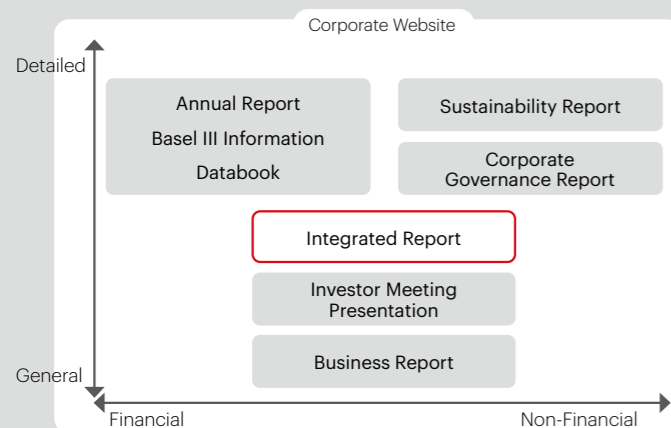 Corporate Website
Detailed
Annual Report
Basel III Information
Databook
Sustainability Report
Corporate
Governance Report
Integrated Report
Investor Meeting
Presentation
Business Report
General
Financial
Non-Financial